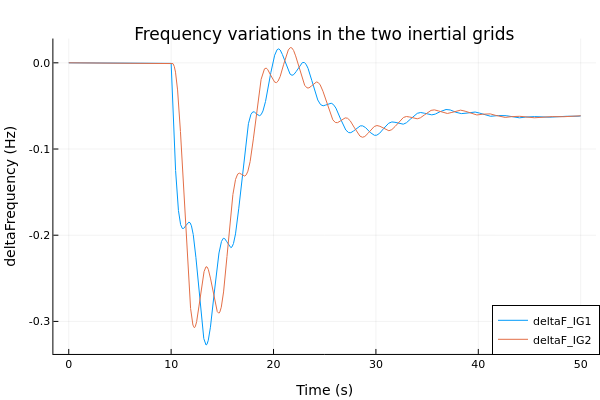 Frequency variations in the two inertial grids
deltaFrequency (Hz)
0.0
-0.1
-0.2
-0.3
0 10 20 30 40 50
Time (s)
deltaF_IG1
deltaF_IG2